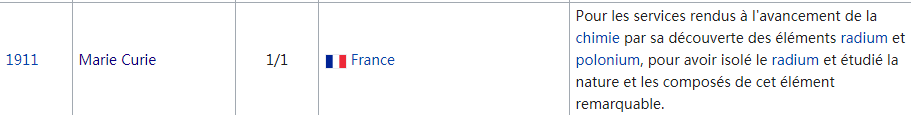 1911
Marie Curie
1/1
France
Pour les services rendus à l'avancement de la
chimie par sa découverte des éléments radium et
polonium, pour avoir isolé le radium et étudié la
nature et les composés de cet élément
remarquable.